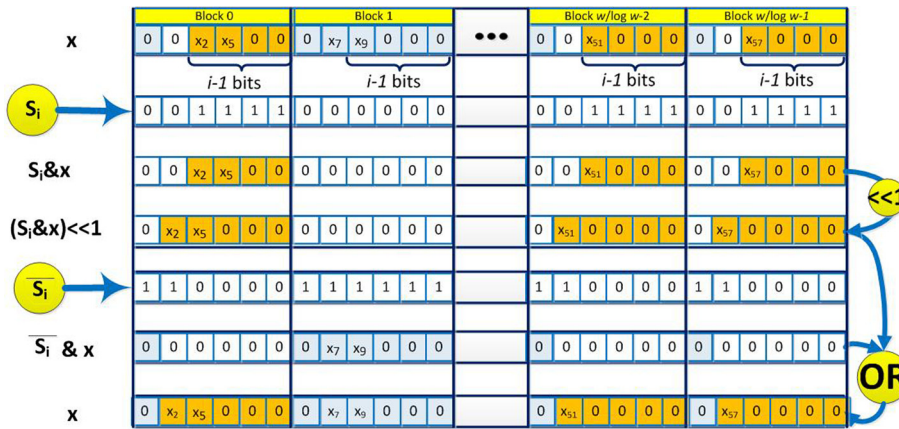 Block 0 Block 1 Block w/log w-2 Block w/log w-1
x 0 0 x2 x5 0 0 0 x7 x9 0 0 0 ••• 0 0 x51 0 0 0 0 0 x57 0 0 0
i-1 bits i-1 bits i-1 bits i-1 bits
Si 0 0 1 1 1 1 0 0 0 0 0 0 0 0 1 1 1 1 0 0 1 1 1 1
Si&x 0 0 x2 x5 0 0 0 0 0 0 0 0 0 0 x51 0 0 0 0 0 x57 0 0 0
<<1
(Si&x)<<1 0 x2 x5 0 0 0 0 0 0 0 0 0 0 x51 0 0 0 0 0 x57 0 0 0 0
S̅i̅ 1 1 0 0 0 0 1 1 1 1 1 1 1 1 0 0 0 0 1 1 0 0 0 0
S̅i̅ & x 0 0 0 0 0 0 0 x7 x9 0 0 0 0 0 0 0 0 0 0 0 0 0 0 0
OR
x 0 x2 x5 0 0 0 0 x7 x9 0 0 0 0 x51 0 0 0 0 0 x57 0 0 0 0